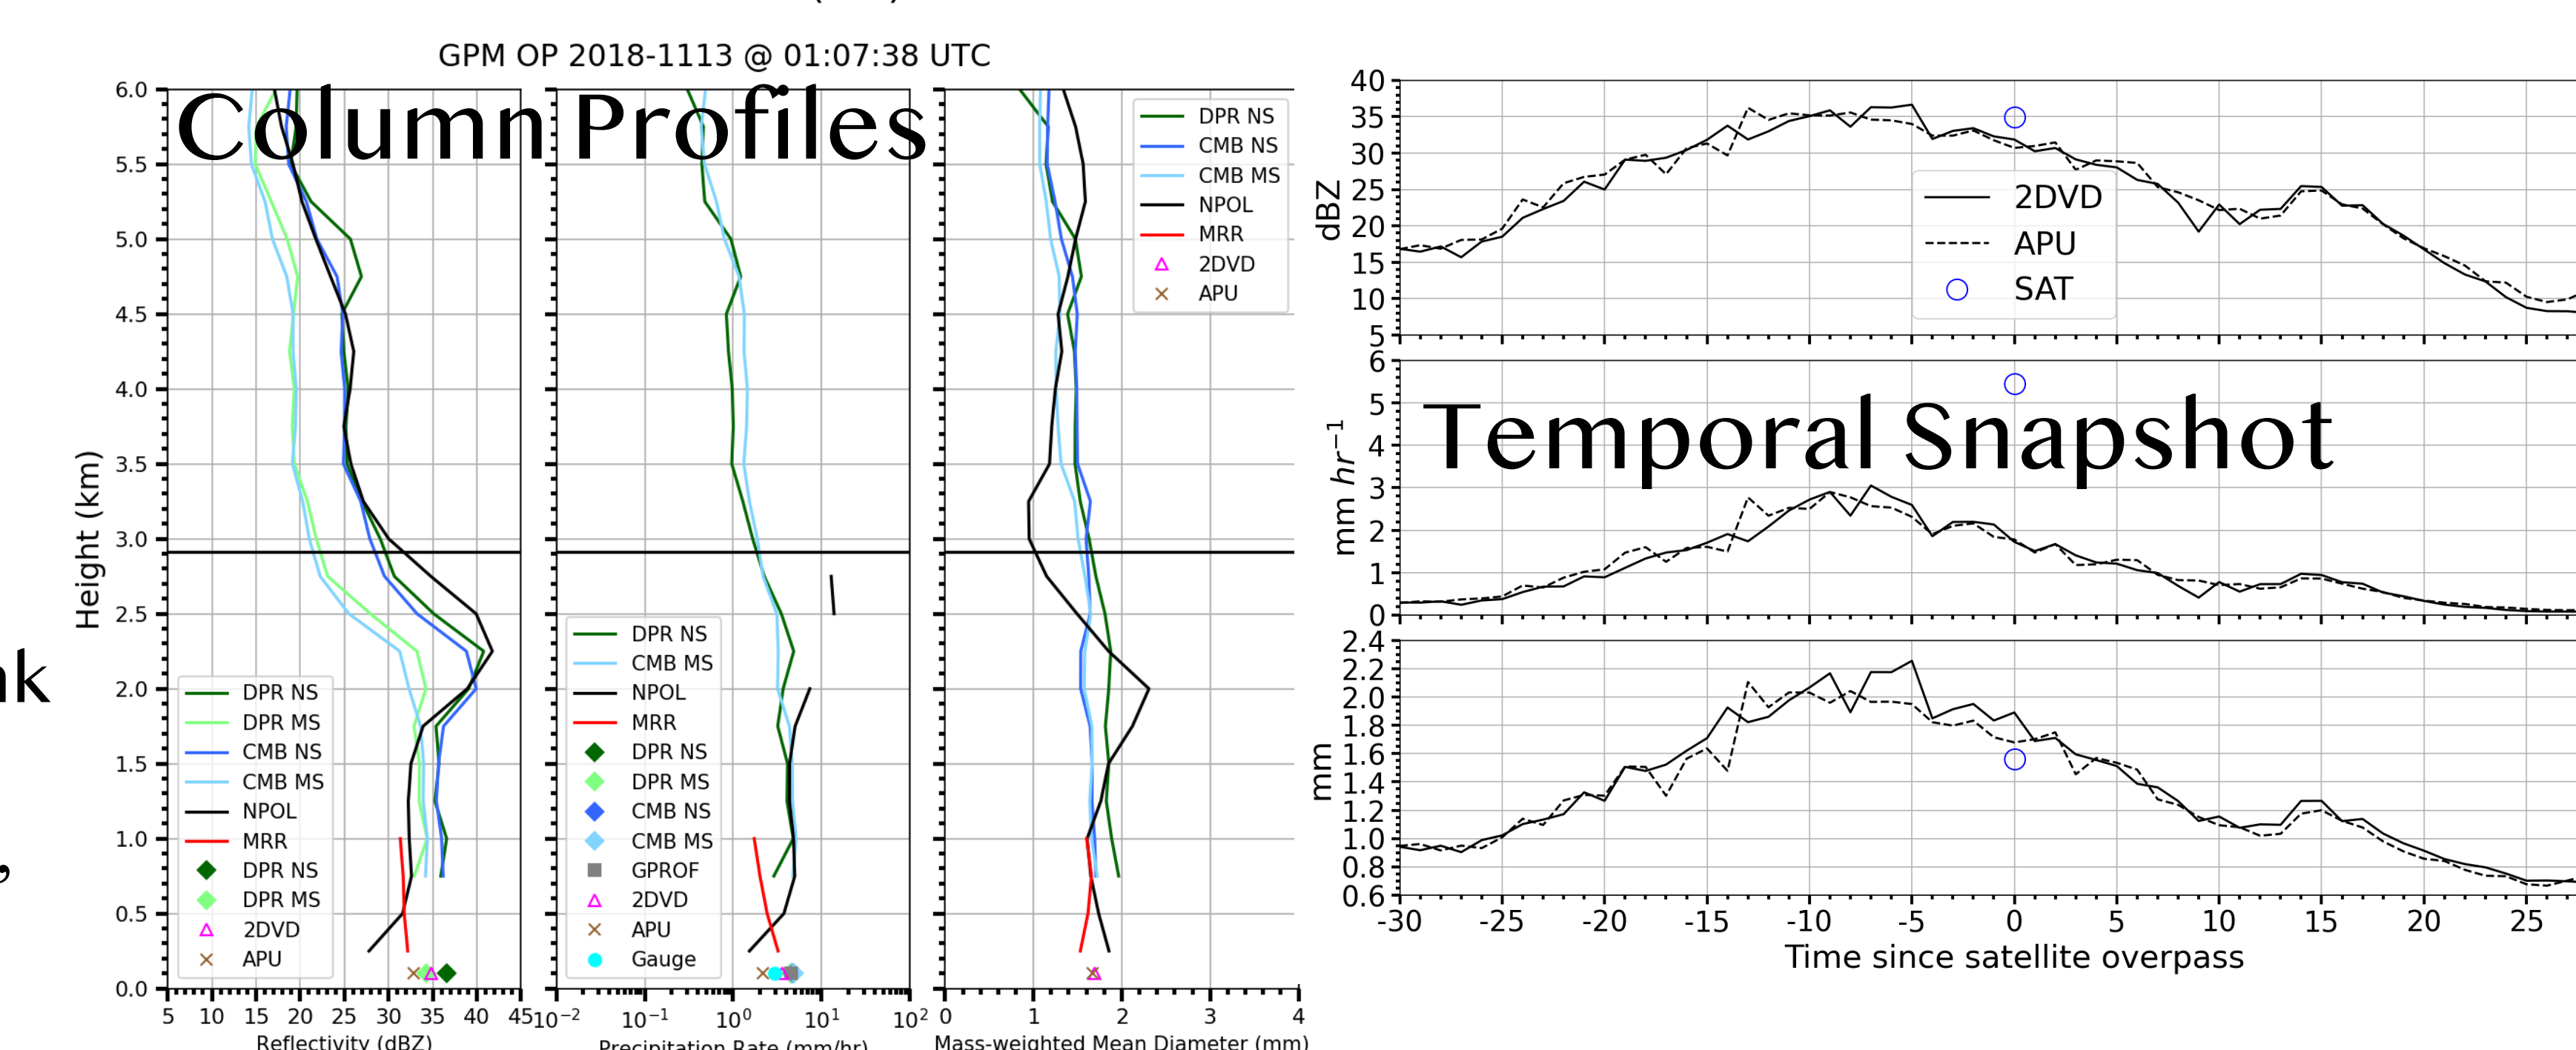 GPM OP 2018-1113 @ 01:07:38 UTC
Column Profiles
Height (km)
6.0
5.5
5.0
4.5
4.0
3.5
3.0
2.5
2.0
1.5
1.0
0.5
0.0
DPR NS
DPR MS
CMB NS
CMB MS
NPOL
MRR
DPR NS
DPR MS
2DVD
APU
5 10 15 20 25 30 35 40 45
Reflectivity (dBZ)
DPR NS
CMB MS
NPOL
MRR
DPR NS
DPR MS
CMB NS
CMB MS
GPROF
2DVD
APU
Gauge
10⁻² 10⁻¹ 10⁰ 10¹ 10²
Precipitation Rate (mm/hr)
DPR NS
CMB NS
CMB MS
NPOL
MRR
2DVD
APU
0 1 2 3 4
Mass-weighted Mean Diameter (mm)
nk
,
dBZ
40
35
30
25
20
15
10
5
2DVD
APU
SAT
Temporal Snapshot
mm hr⁻¹
6
5
4
3
2
1
0
mm
2.4
2.2
2.0
1.8
1.6
1.4
1.2
1.0
0.8
0.6
-30 -25 -20 -15 -10 -5 0 5 10 15 20 25
Time since satellite overpass